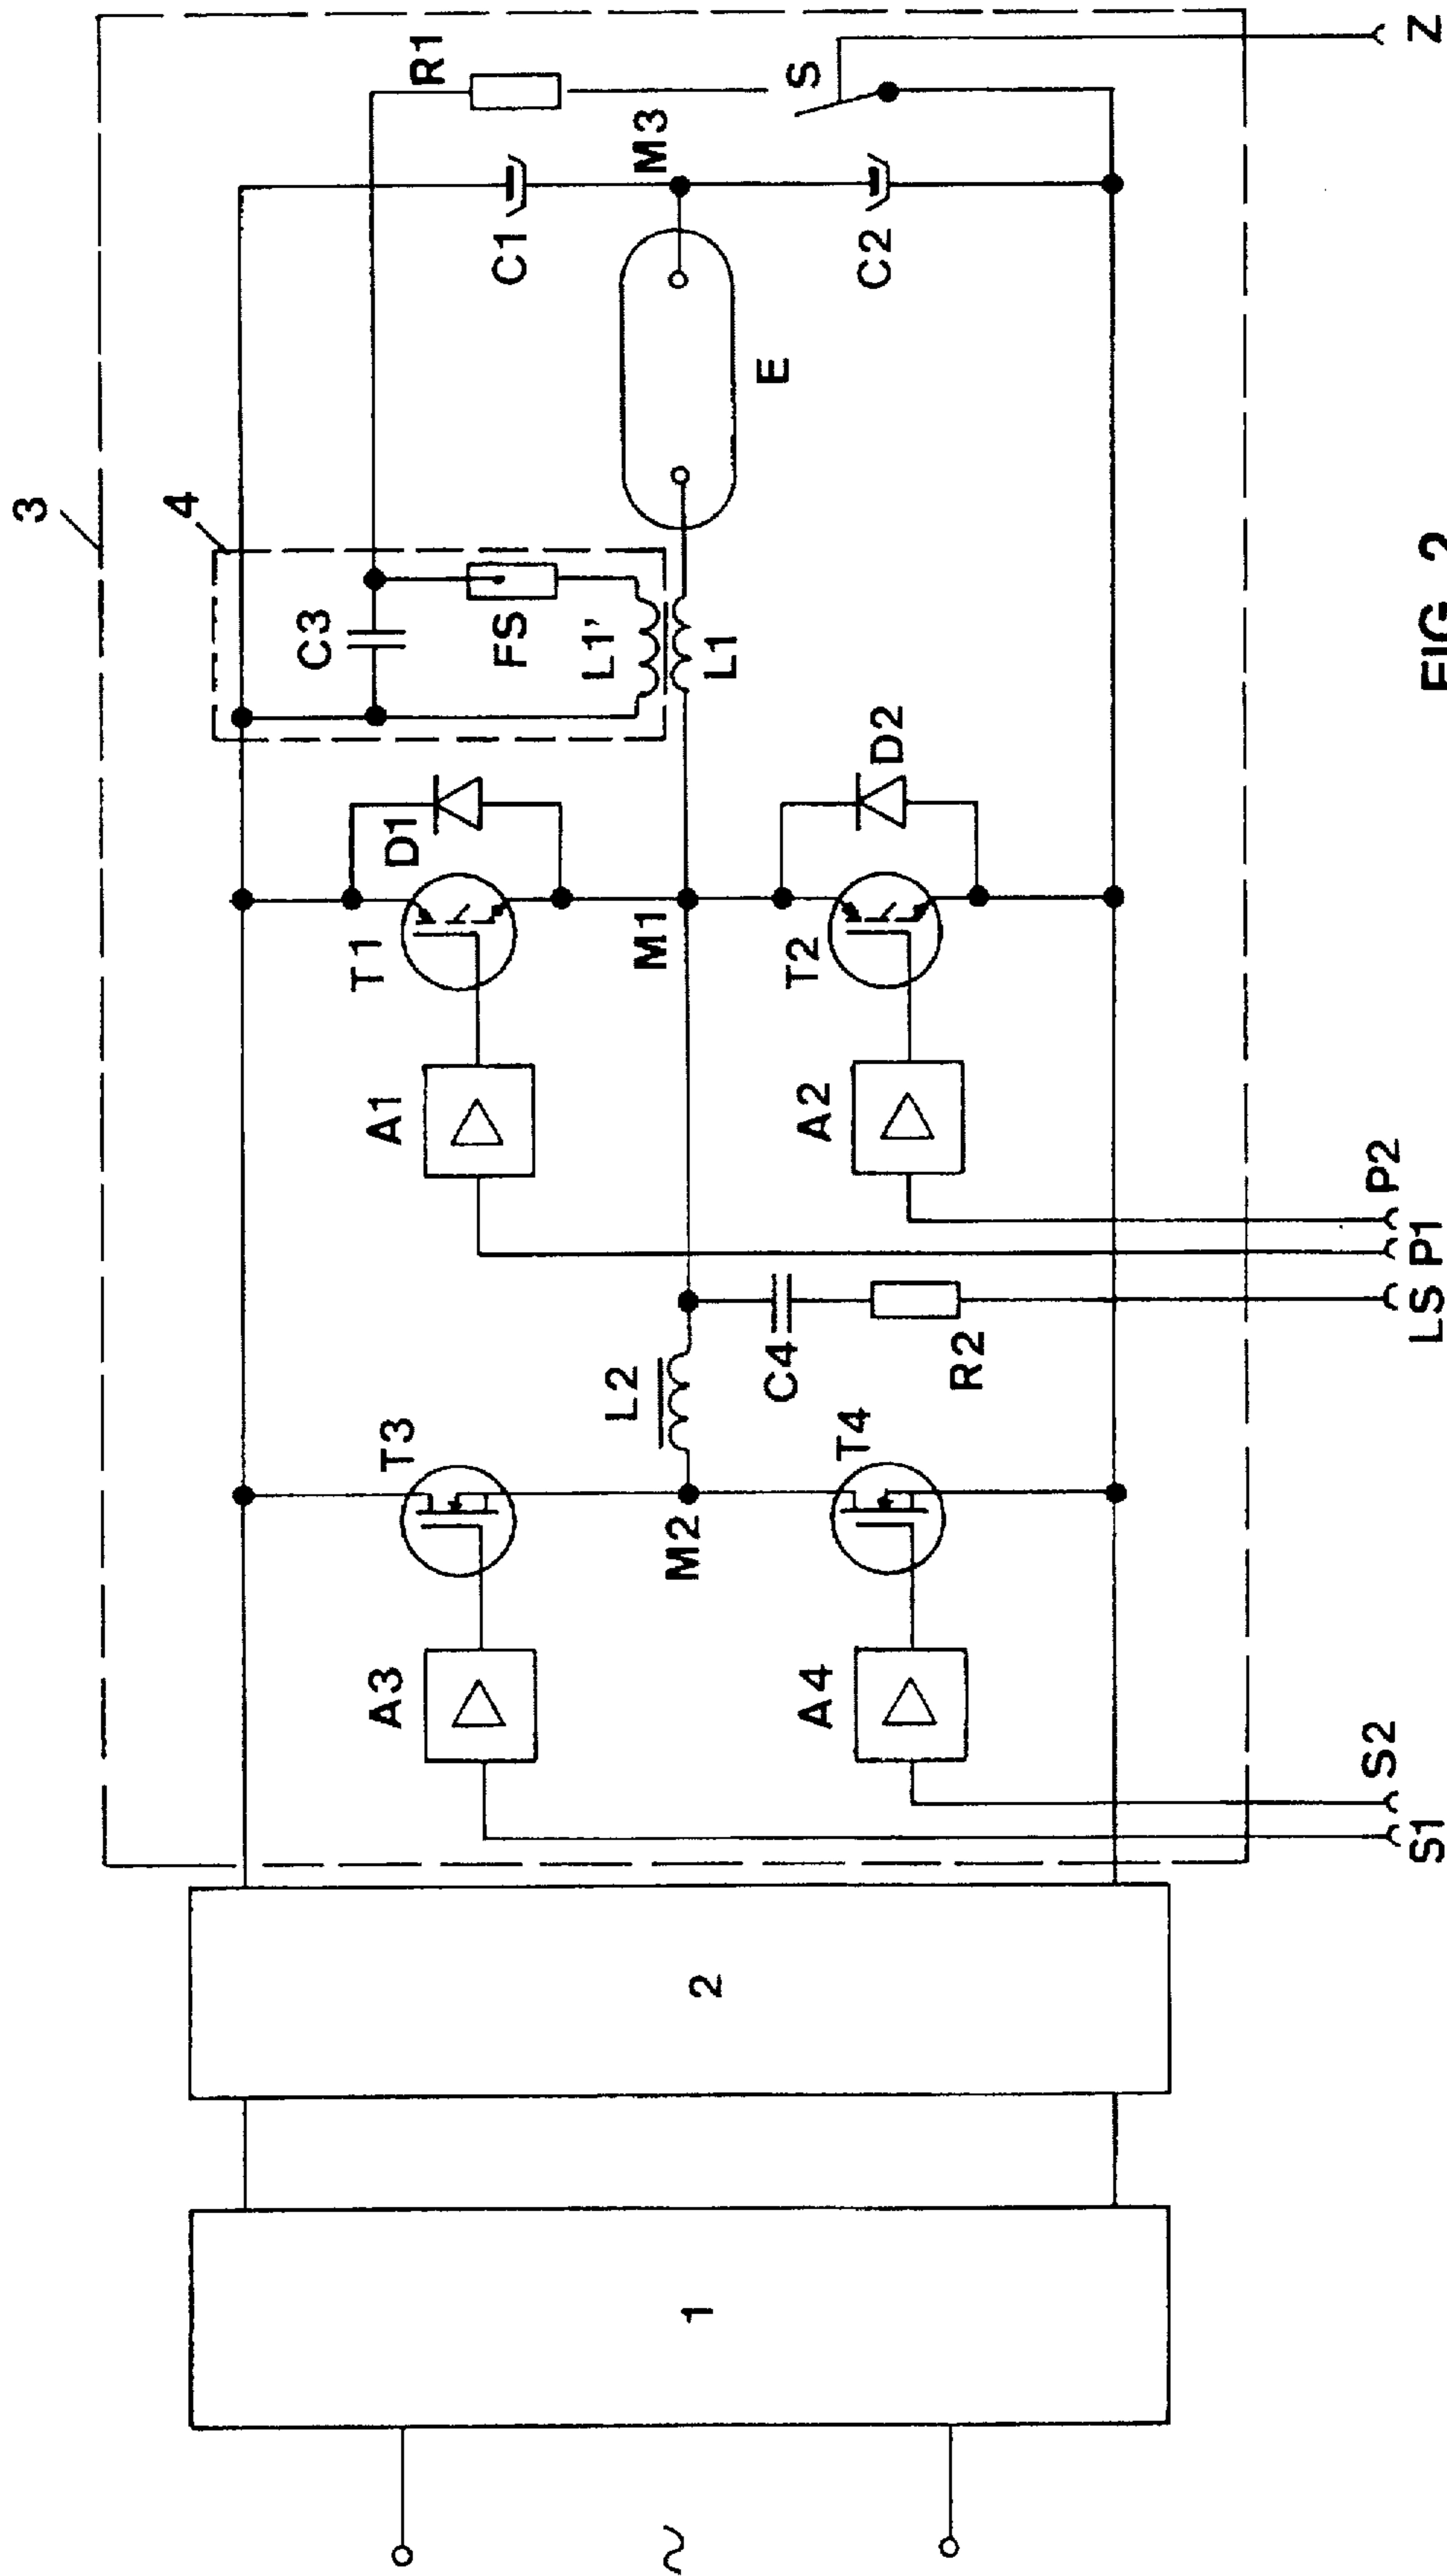 3
4
R1
C3
FS
L1'
L1
C1
M3
S
E
C2
D1
T1
D2
M1
T2
A1
A2
L2
C4
R2
T3
M2
T4
A3
A4
2
1
~
S1
S2
LS
P1
P2
Z
FIG. 2